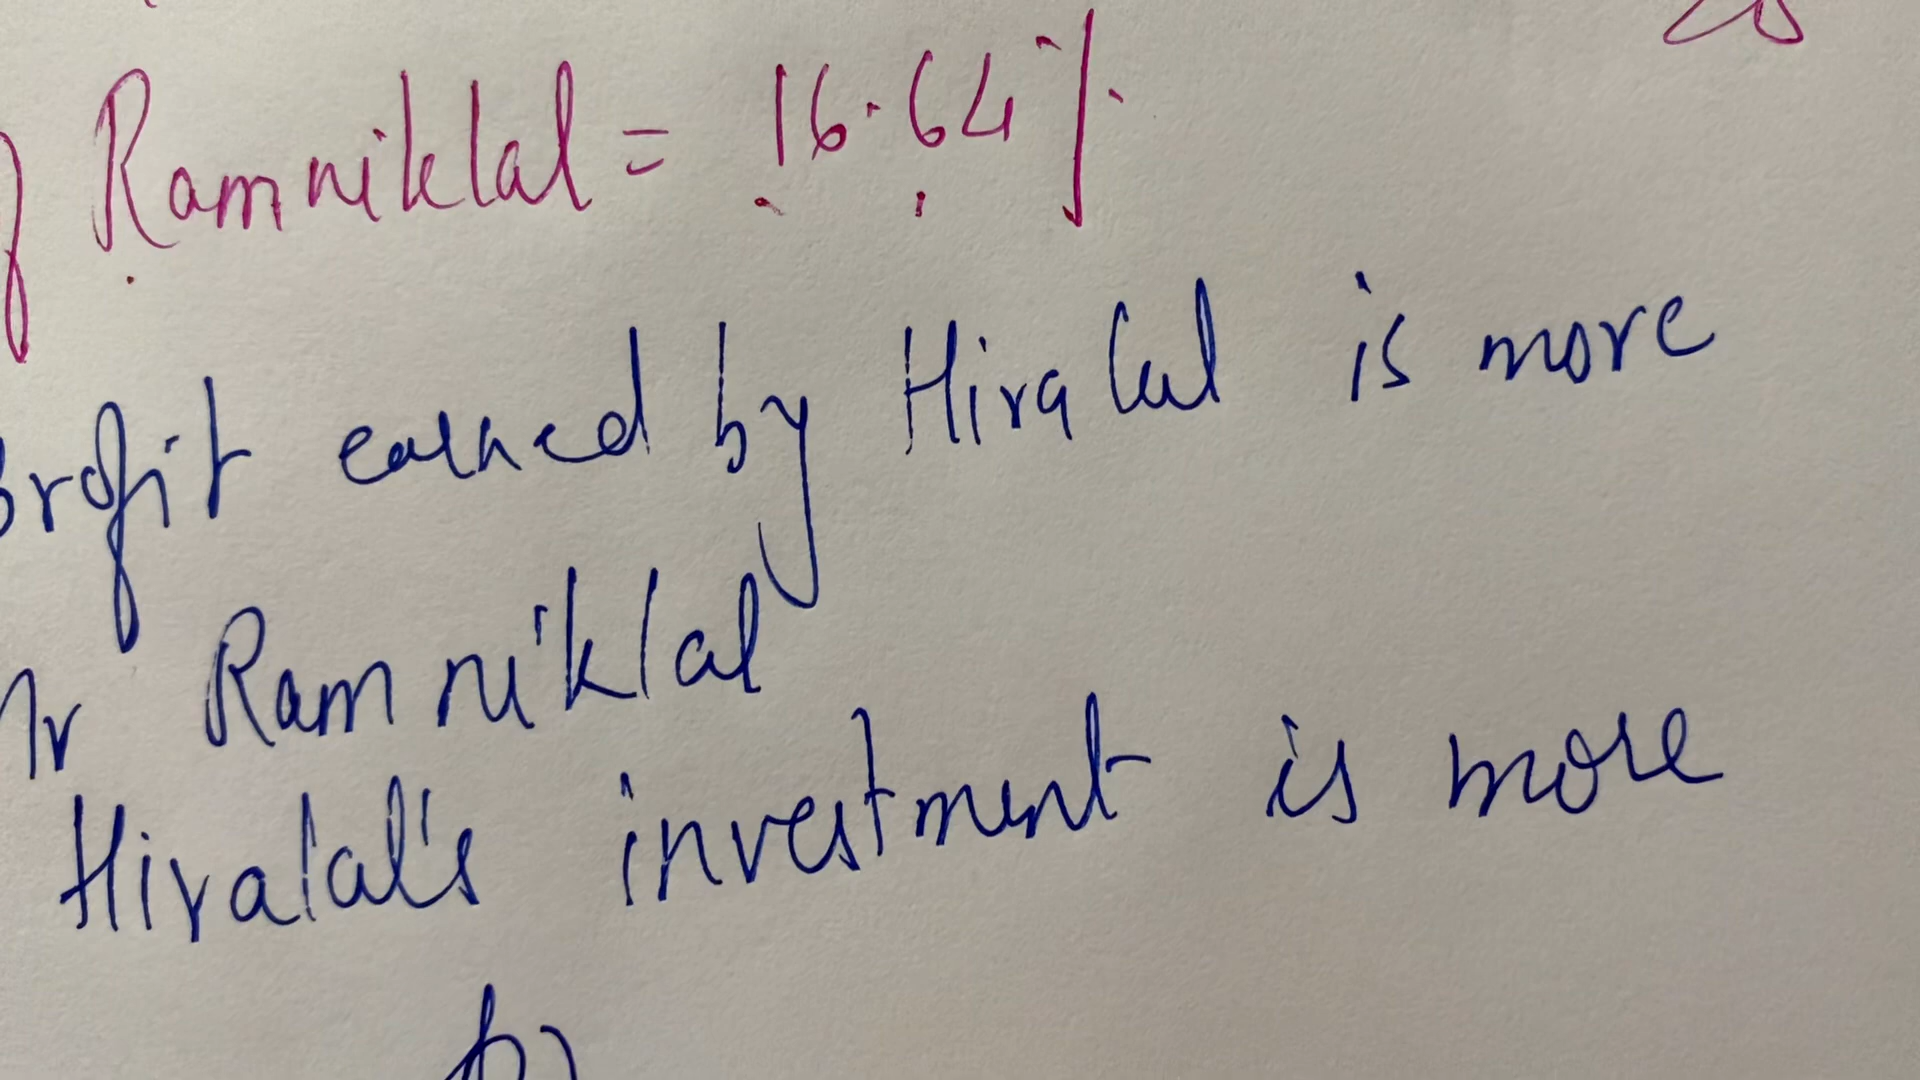 Ramniklal = 16.64%
Profit earned by Hiralal is more
Ramniklal
Hiralal's investment is more